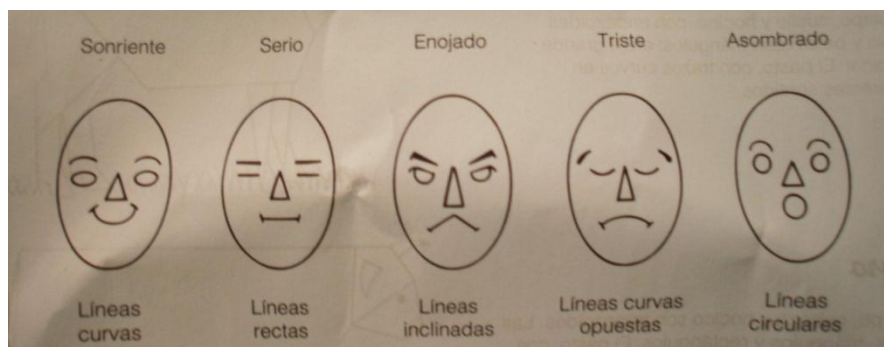 Sonriente
Serio
Enojado
Triste
Asombrado
Líneas
curvas
Líneas
rectas
Líneas
inclinadas
Líneas curvas
opuestas
Líneas
circulares